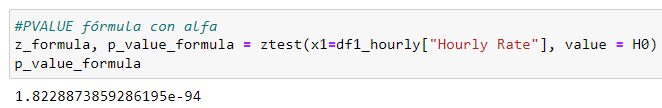 #PVALUE fórmula con alfa
z_formula, p_value_formula = ztest(x1=df1_hourly["Hourly Rate"], value = H0)
p_value_formula
1.8228873859286195e-94